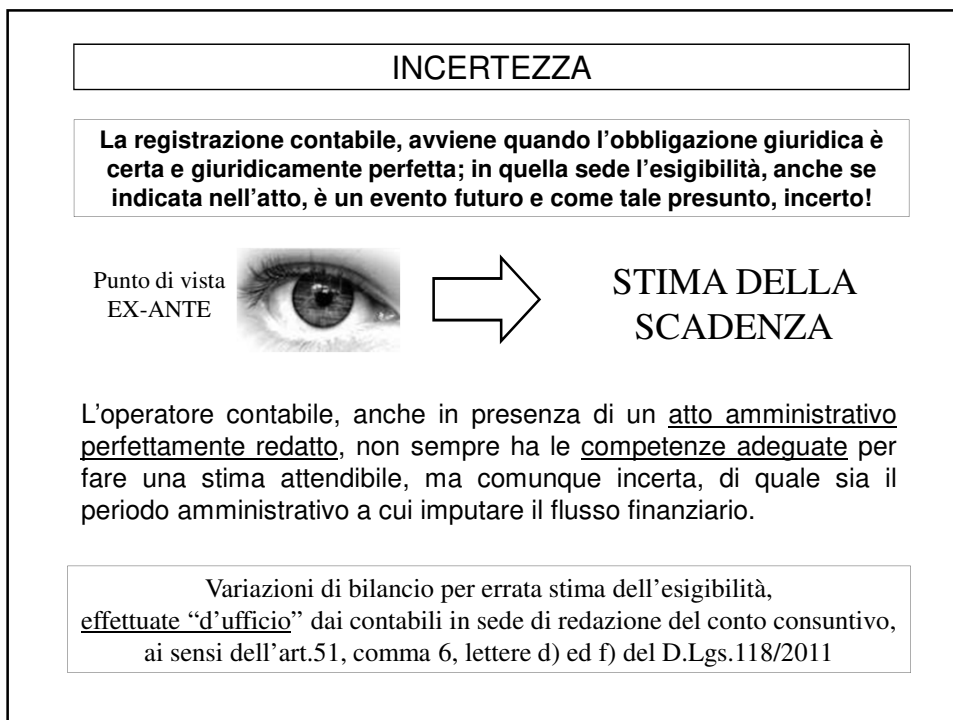 INCERTEZZA
La registrazione contabile, avviene quando l’obbligazione giuridica è
certa e giuridicamente perfetta; in quella sede l’esigibilità, anche se
indicata nell’atto, è un evento futuro e come tale presunto, incerto!
Punto di vista
EX-ANTE
STIMA DELLA
SCADENZA
L’operatore contabile, anche in presenza di un atto amministrativo
perfettamente redatto, non sempre ha le competenze adeguate per
fare una stima attendibile, ma comunque incerta, di quale sia il
periodo amministrativo a cui imputare il flusso finanziario.
Variazioni di bilancio per errata stima dell’esigibilità,
effettuate “d’ufficio” dai contabili in sede di redazione del conto consuntivo,
ai sensi dell’art.51, comma 6, lettere d) ed f) del D.Lgs.118/2011